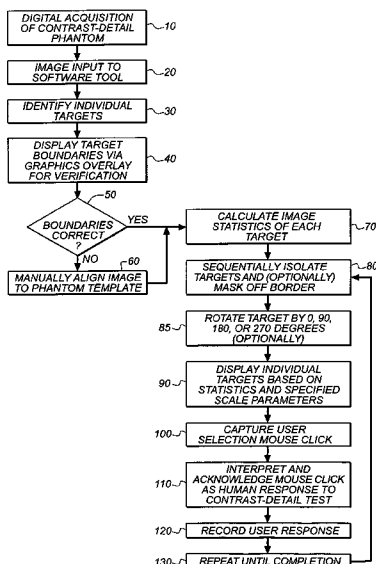 DIGITAL ACQUISITION
OF CONTRAST-DETAIL
PHANTOM
10
IMAGE INPUT TO
SOFTWARE TOOL
20
IDENTIFY INDIVIDUAL
TARGETS
30
DISPLAY TARGET
BOUNDARIES VIA
GRAPHICS OVERLAY
FOR VERIFICATION
40
50
BOUNDARIES
CORRECT
?
YES
NO
60
MANUALLY ALIGN IMAGE
TO PHANTOM TEMPLATE
CALCULATE IMAGE
STATISTICS OF EACH
TARGET
70
SEQUENTIALLY ISOLATE
TARGETS AND (OPTIONALLY)
MASK OFF BORDER
80
85
ROTATE TARGET BY 0, 90,
180, OR 270 DEGREES
(OPTIONALLY)
90
DISPLAY INDIVIDUAL
TARGETS BASED ON
STATISTICS AND SPECIFIED
SCALE PARAMETERS
100
CAPTURE USER
SELECTION MOUSE CLICK
110
INTERPRET AND
ACKNOWLEDGE MOUSE CLICK
AS HUMAN RESPONSE TO
CONTRAST-DETAIL TEST
120
RECORD USER RESPONSE
130
REPEAT UNTIL COMPLETION